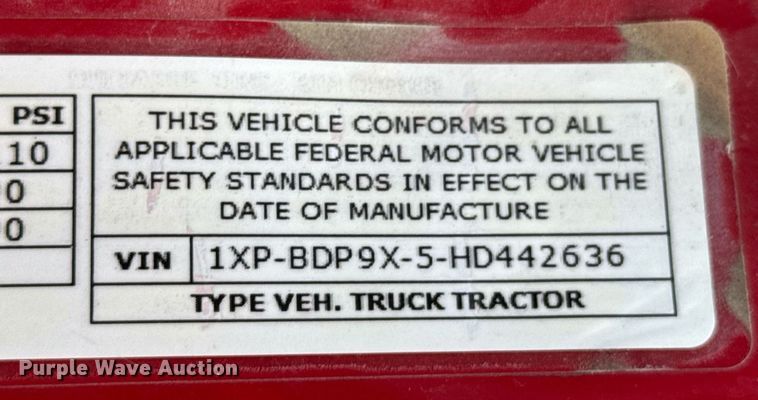 PSI
10
0
0
THIS VEHICLE CONFORMS TO ALL
APPLICABLE FEDERAL MOTOR VEHICLE
SAFETY STANDARDS IN EFFECT ON THE
DATE OF MANUFACTURE
VIN 1XP-BDP9X-5-HD442636
TYPE VEH. TRUCK TRACTOR
Purple Wave Auction